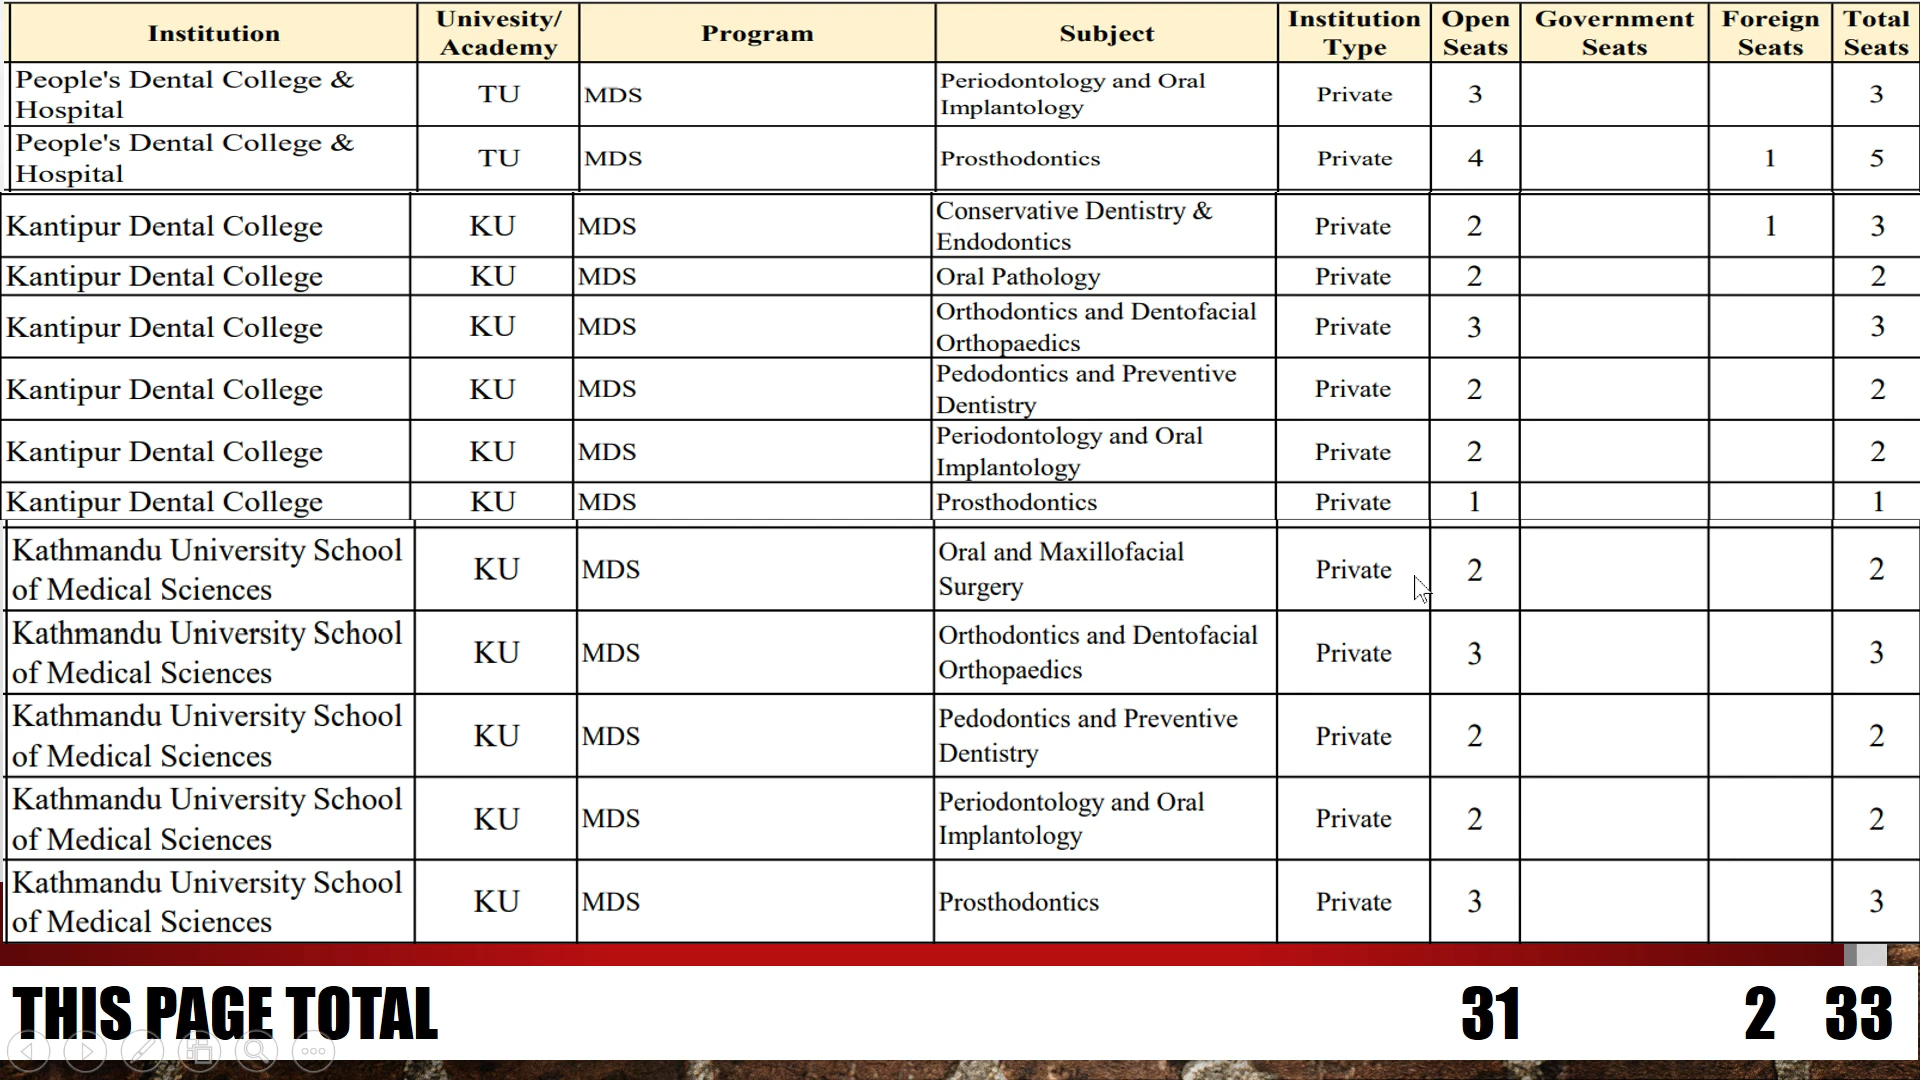 Institution Univesity/ Academy Program Subject Institution Type Open Seats Government Seats Foreign Seats Total Seats
People's Dental College & Hospital TU MDS Periodontology and Oral Implantology Private 3 3
People's Dental College & Hospital TU MDS Prosthodontics Private 4 1 5
Kantipur Dental College KU MDS Conservative Dentistry & Endodontics Private 2 1 3
Kantipur Dental College KU MDS Oral Pathology Private 2 2
Kantipur Dental College KU MDS Orthodontics and Dentofacial Orthopaedics Private 3 3
Kantipur Dental College KU MDS Pedodontics and Preventive Dentistry Private 2 2
Kantipur Dental College KU MDS Periodontology and Oral Implantology Private 2 2
Kantipur Dental College KU MDS Prosthodontics Private 1 1
Kathmandu University School of Medical Sciences KU MDS Oral and Maxillofacial Surgery Private 2 2
Kathmandu University School of Medical Sciences KU MDS Orthodontics and Dentofacial Orthopaedics Private 3 3
Kathmandu University School of Medical Sciences KU MDS Pedodontics and Preventive Dentistry Private 2 2
Kathmandu University School of Medical Sciences KU MDS Periodontology and Oral Implantology Private 2 2
Kathmandu University School of Medical Sciences KU MDS Prosthodontics Private 3 3
THIS PAGE TOTAL 31 2 33